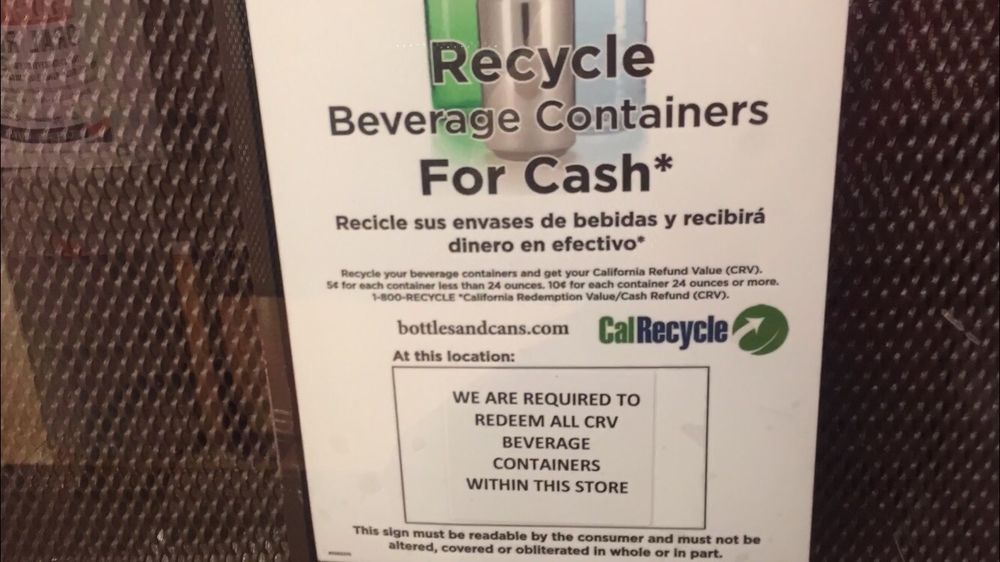 Recycle
Beverage Containers
For Cash*
Recicle sus envases de bebidas y recibirá
dinero en efectivo*
Recycle your beverage containers and get your California Refund Value (CRV).
5¢ for each container less than 24 ounces. 10¢ for each container 24 ounces or more.
1-800-RECYCLE *California Redemption Value/Cash Refund (CRV).
bottlesandcans.com
CalRecycle
At this location:
WE ARE REQUIRED TO
REDEEM ALL CRV
BEVERAGE
CONTAINERS
WITHIN THIS STORE
This sign must be readable by the consumer and must not be
altered, covered or obliterated in whole or in part.